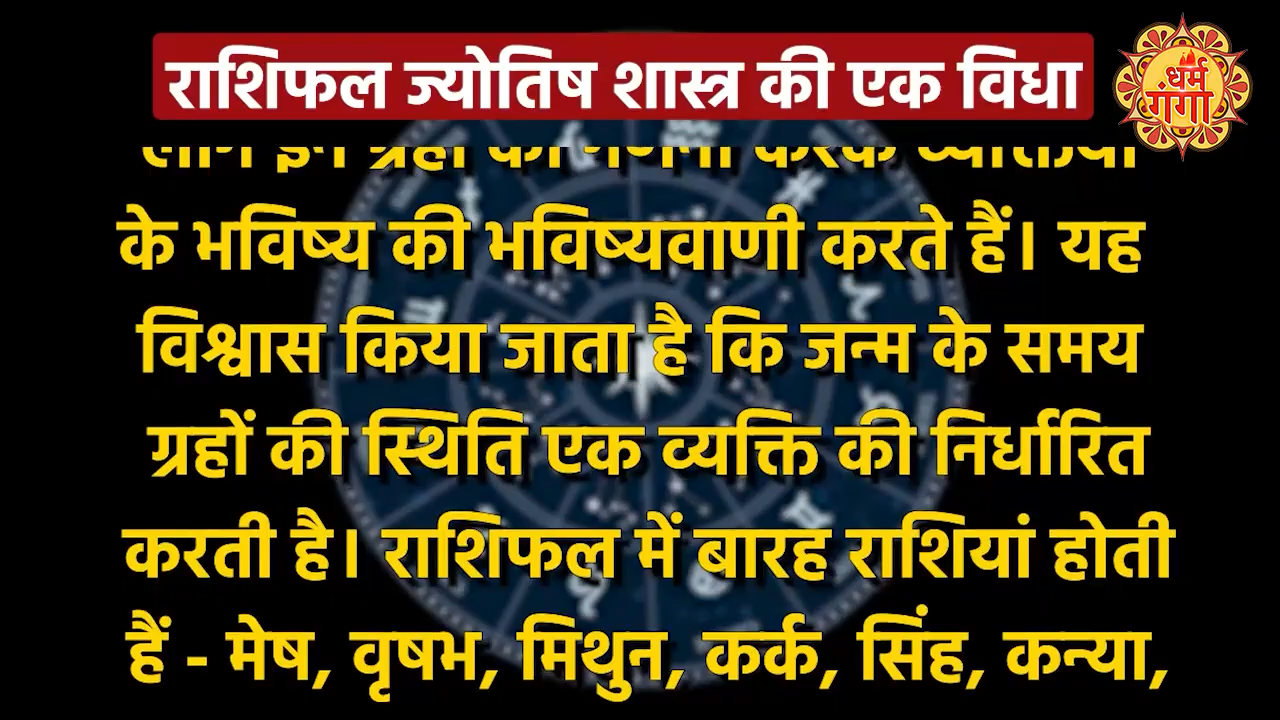 राशिफल ज्योतिष शास्त्र की एक विधा
धर्म
गंगा
करके
के भविष्य की भविष्यवाणी करते हैं। यह
विश्वास किया जाता है कि जन्म के समय
ग्रहों की स्थिति एक व्यक्ति की निर्धारित
करती है। राशिफल में बारह राशियां होती
हैं - मेष, वृषभ, मिथुन, कर्क, सिंह, कन्या,